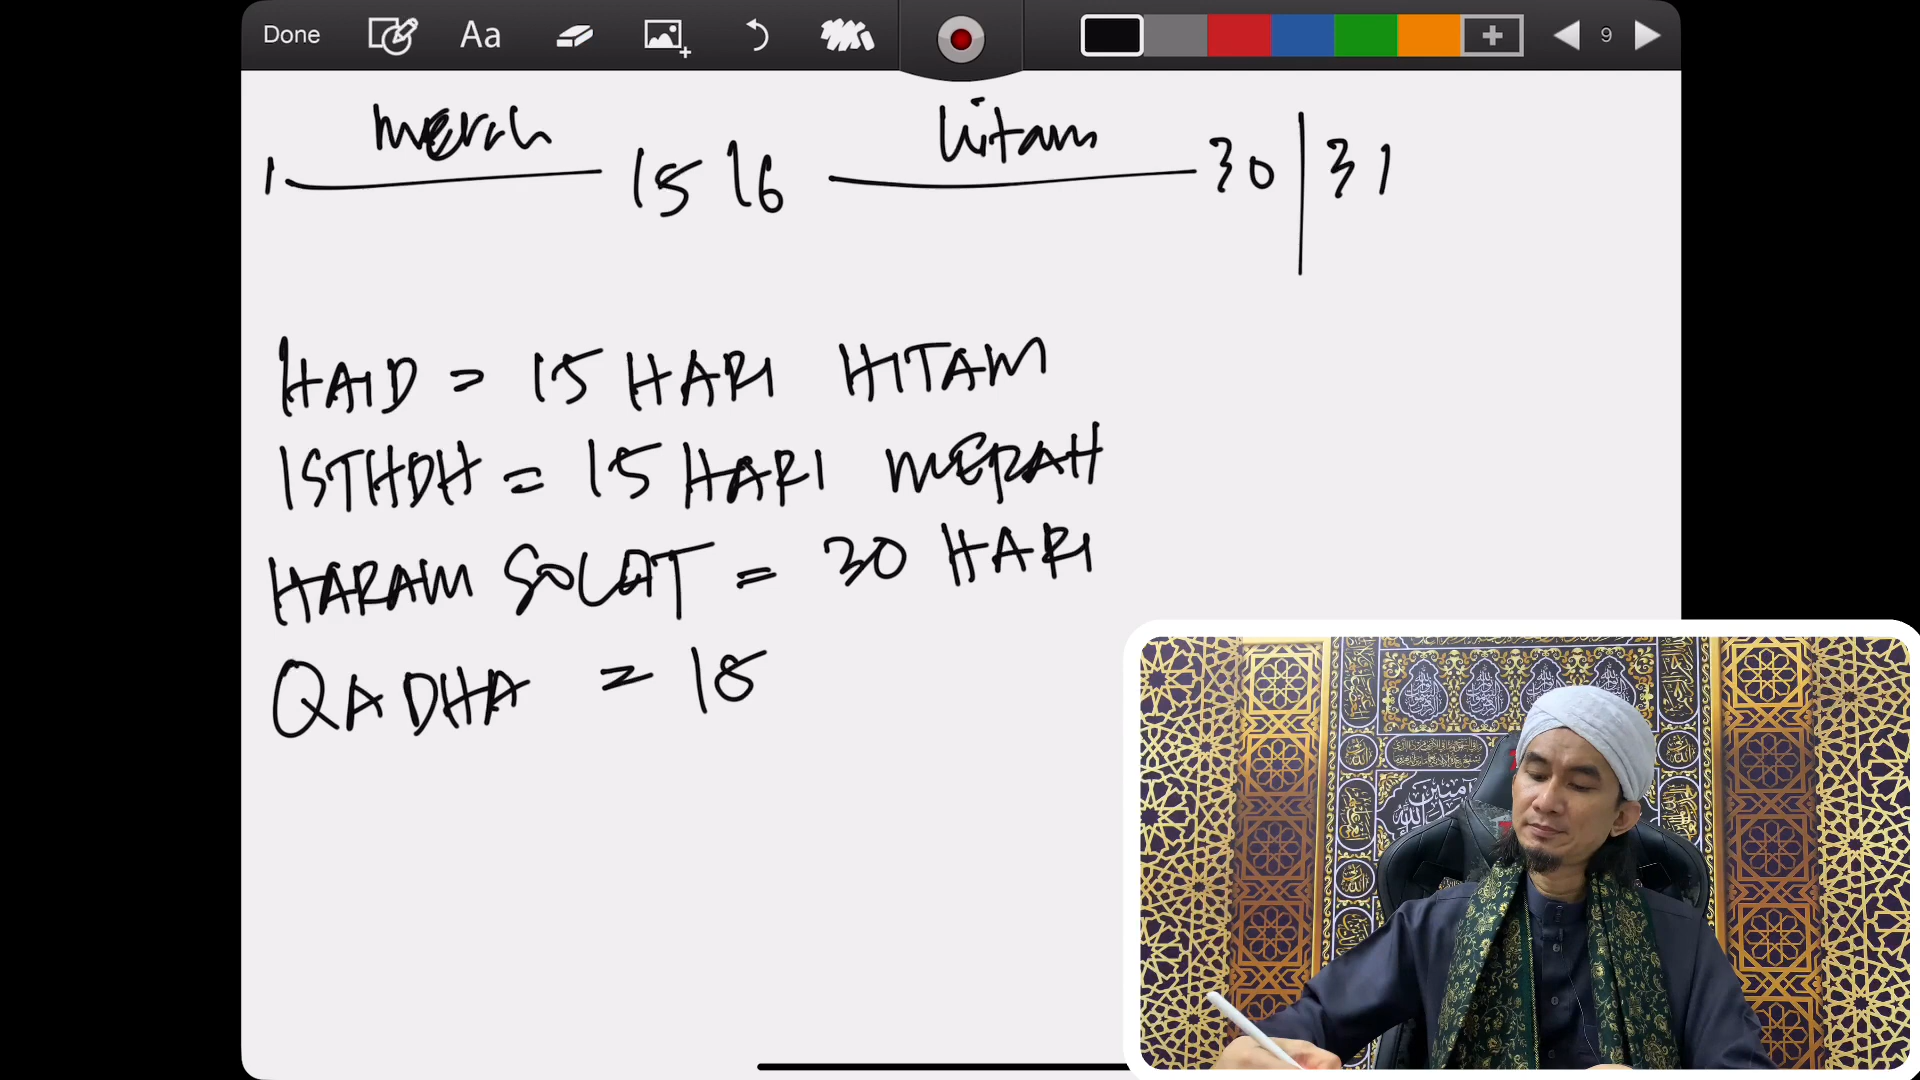 Done Aa 9
merah hitam
1 15 16 30 31
HAID = 15 HARI HITAM
ISTHDH = 15 HARI MERAH
HARAM SOLAT = 30 HARI
QADHA = 15